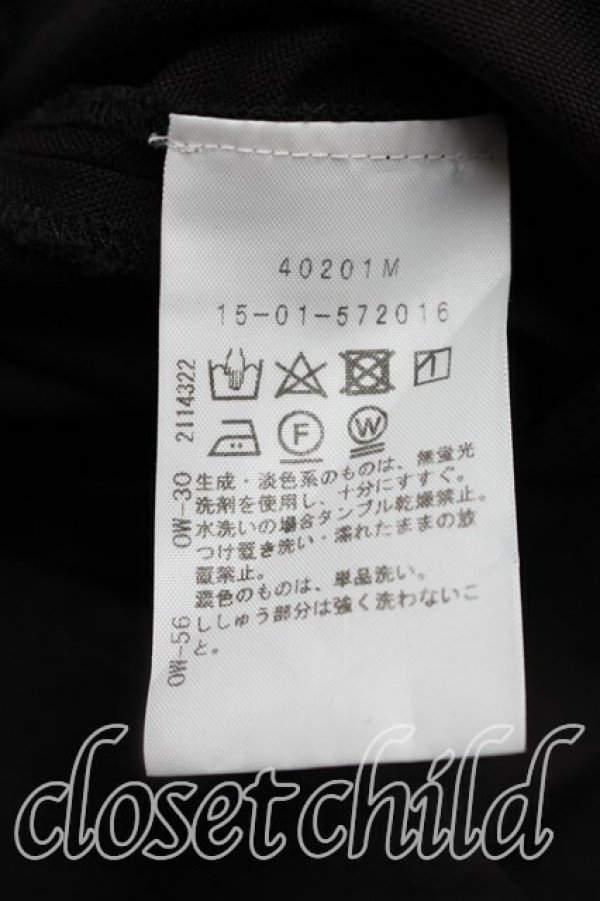 40201M
15-01-572016
F
W
生成・淡色系のものは、無蛍光
洗剤を使用し、十分にすすぐ。
水洗いの場合タンブル乾燥禁止。
つけ置き洗い・濡れたままの放
置禁止。
濃色のものは、単品洗い。
ししゅう部分は強く洗わないこ
と。
OW-56 OW-30 2114322
closet child